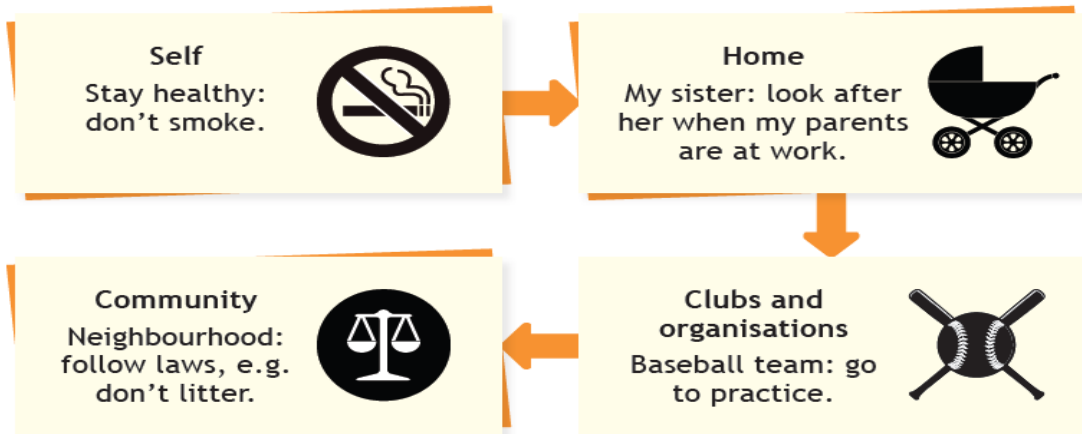 Self
Stay healthy:
don't smoke.
Home
My sister: look after
her when my parents
are at work.
Clubs and
organisations
Baseball team: go
to practice.
Community
Neighbourhood:
follow laws, e.g.
don't litter.